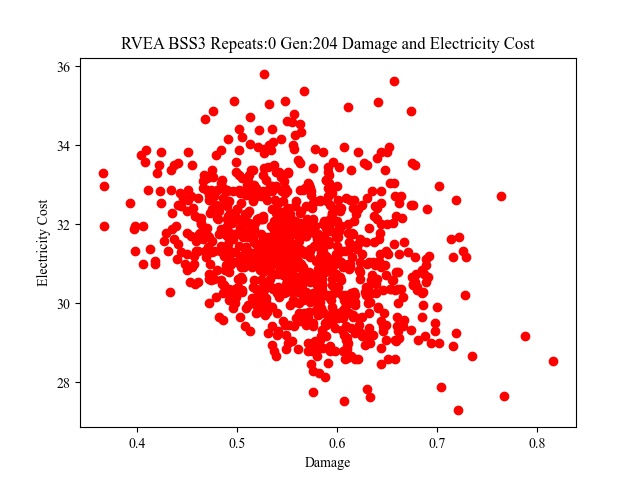 RVEA BSS3 Repeats:0 Gen:204 Damage and Electricity Cost
36
34
32
30
28
Electricity Cost
0.4 0.5 0.6 0.7 0.8
Damage